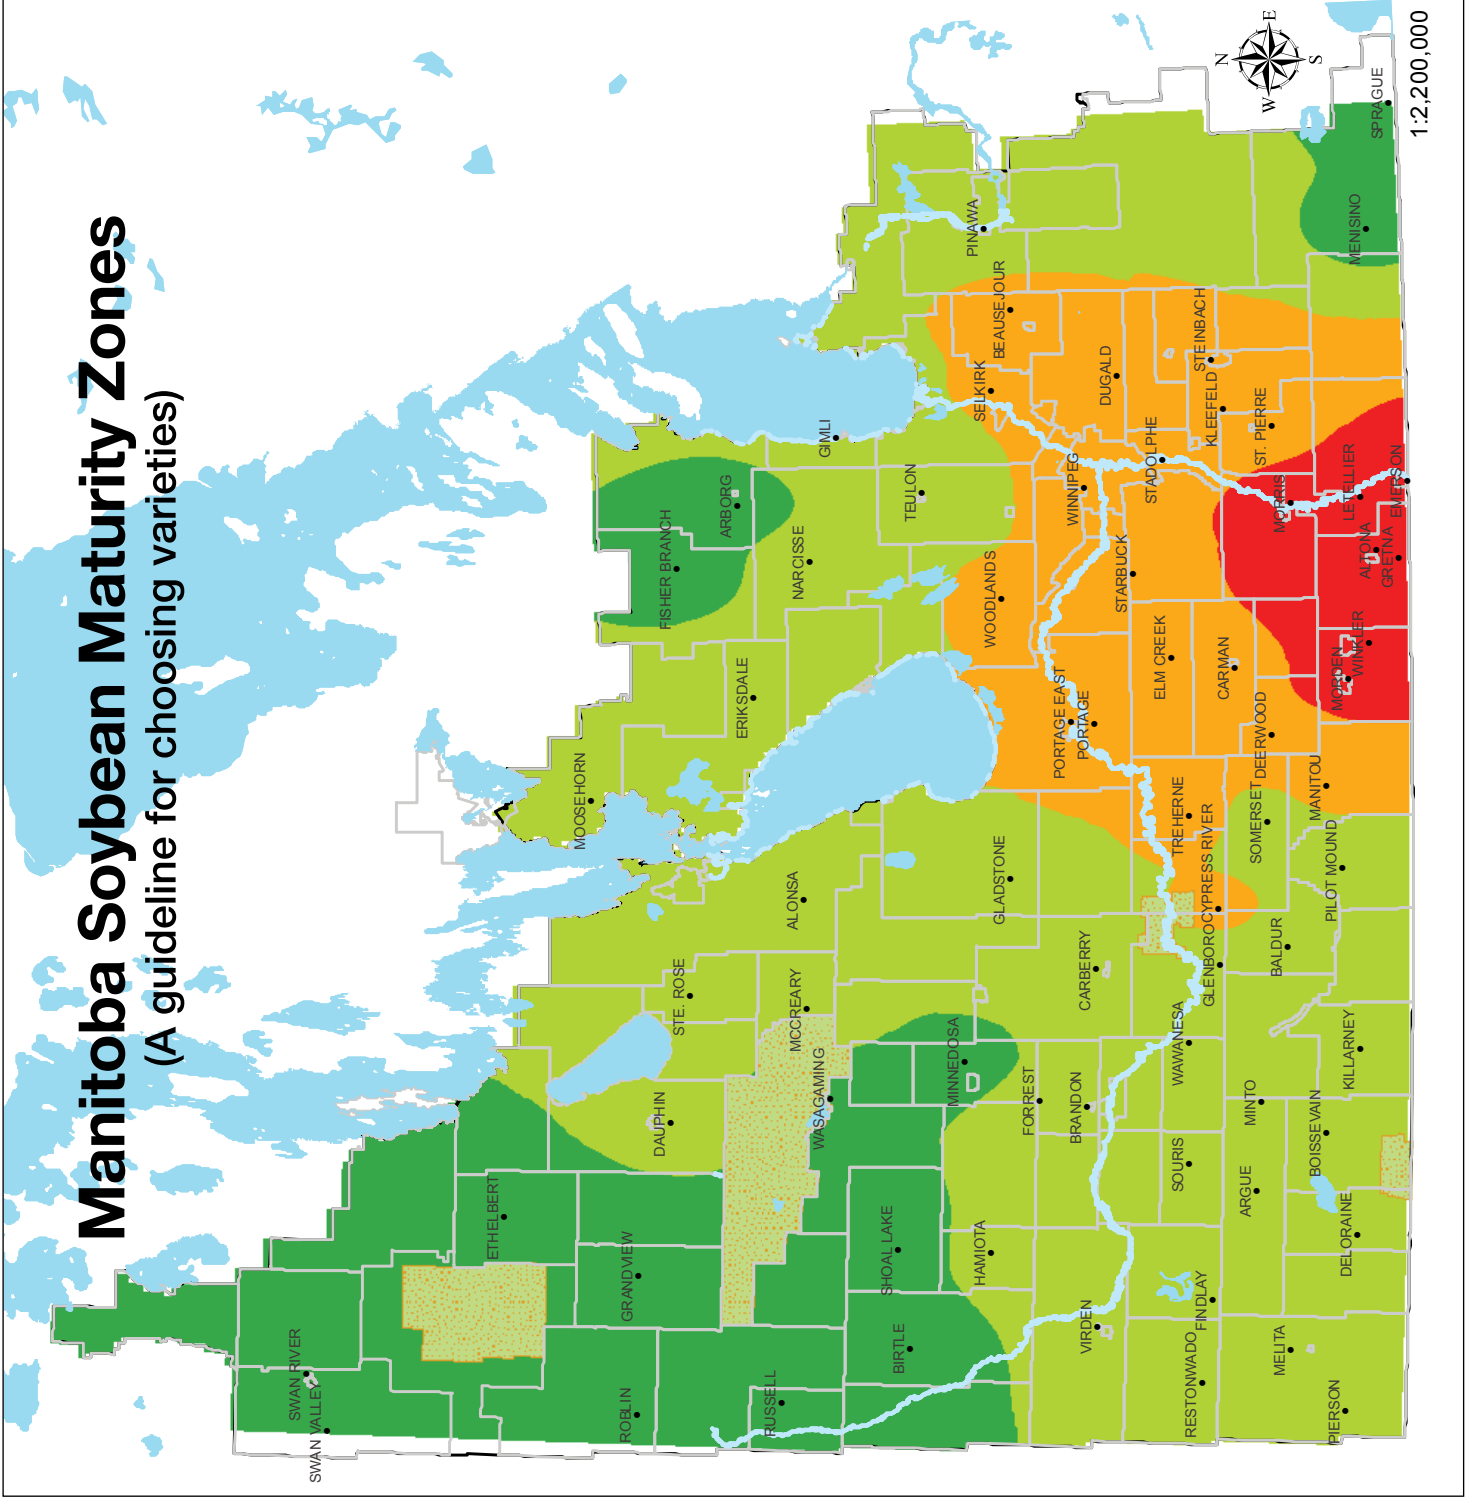 Manitoba Soybean Maturity Zones
(A guideline for choosing varieties)
SWAN RIVER
SWAN VALLEY
ETHELBERT
GRANDVIEW
ROBLIN
RUSSELL
DAUPHIN
STE. ROSE
MCCREARY
WASAGAMING
MOOSEHORN
ALONSA
ERIKSDALE
FISHER BRANCH
ARBORG
NARCISSE
GIMLI
TEULON
SHOAL LAKE
BIRTLE
HAMIOTA
MINNEDOSA
GLADSTONE
WOODLANDS
SELKIRK
BEAUSEJOUR
PINAWA
FORREST
BRANDON
CARBERRY
VIRDEN
PORTAGE EAST
PORTAGE
WINNIPEG
DUGALD
STARBUCK
STADOLPHE
ELM CREEK
TREHERNE
CYPRESS RIVER
GLENBORO
WAWANESA
SOURIS
FINDLAY
RESTONWADO
STEINBACH
KLEEFELD
ST. PIERRE
CARMAN
DEERWOOD
SOMERSET
BALDUR
MINTO
ARGUE
MELITA
MORRIS
MANITOU
PILOT MOUND
KILLARNEY
BOISSEVAIN
DELORAINE
PIERSON
MORDEN
WINKLER
ALTONA
GRETNA
LETELLIER
EMERSON
MENISINO
SPRAGUE
N
W
E
S
1:2,200,000